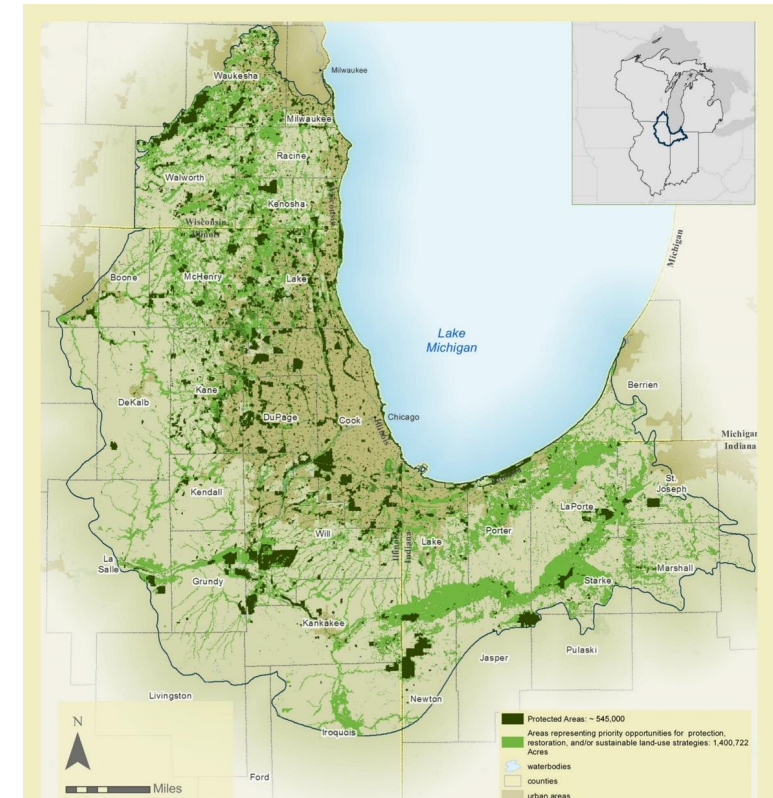 Waukesha
Milwaukee
Milwaukee
Racine
Walworth
Kenosha
Wisconsin
Illinois
Michigan
Boone
McHenry
Lake
Lake
Michigan
Berrien
Kane
DeKalb
DuPage
Cook
Chicago
Illinois
Michigan
Indiana
St.
Joseph
Kendall
LaPorte
Porter
Will
Lake
Illinois
Indiana
La
Salle
Grundy
Marshall
Starke
Kankakee
Pulaski
Jasper
Livingston
Newton
Iroquois
Ford
N
Miles
Protected Areas: ~ 545,000
Areas representing priority opportunities for protection,
restoration, and/or sustainable land-use strategies: 1,400,722
Acres
waterbodies
counties
urban areas